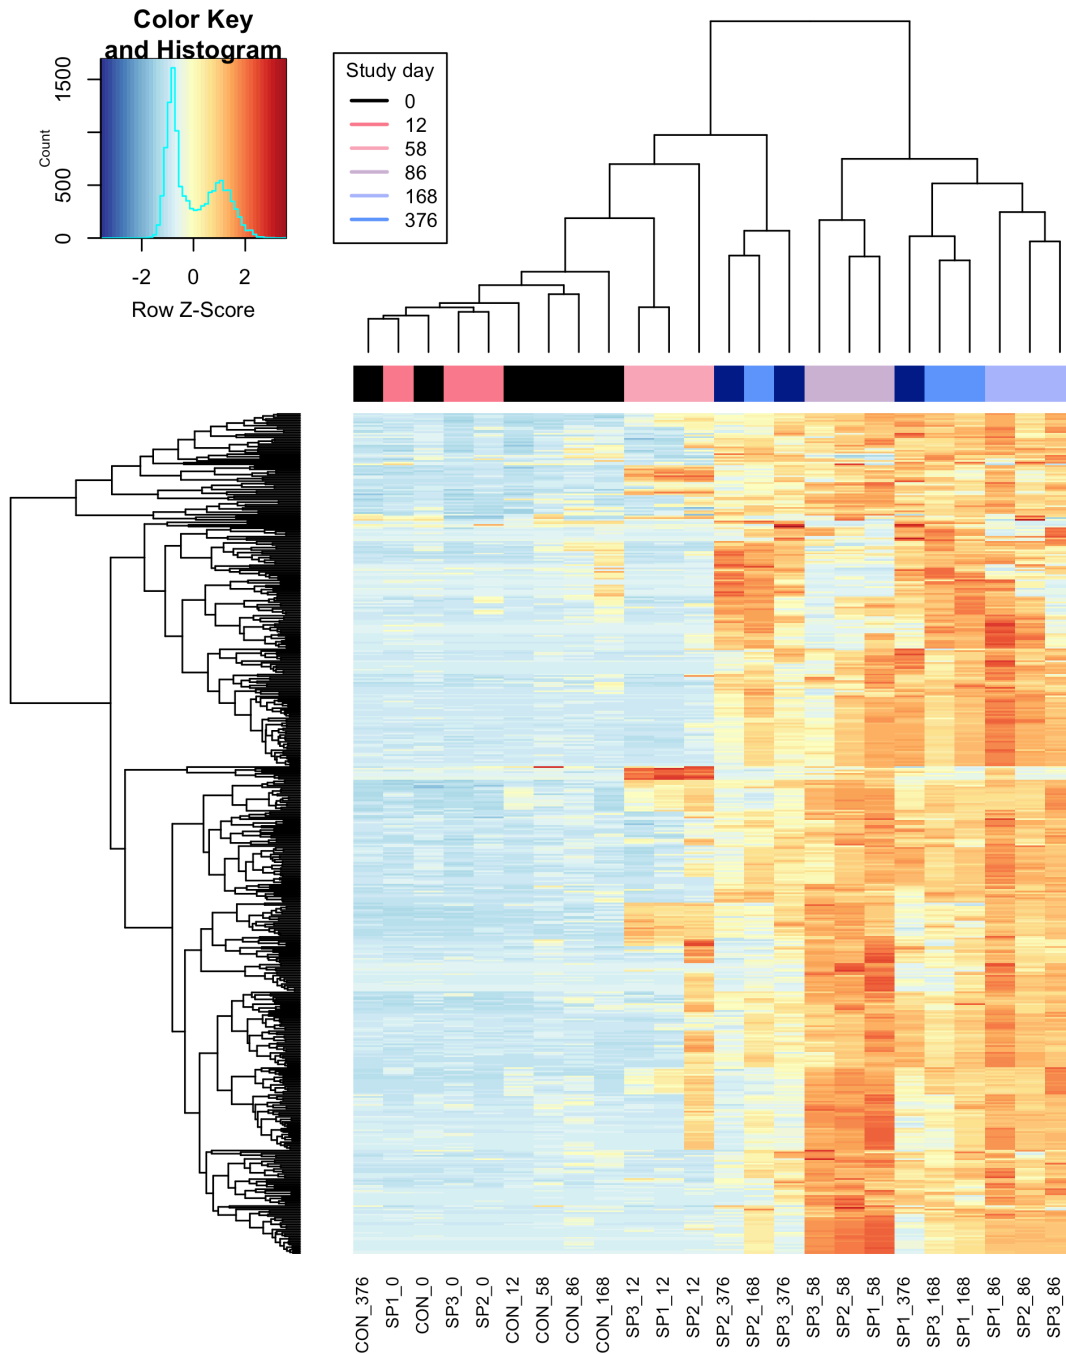 Color Key
and Histogram
Count
0
500
1500
-2
0
2
Row Z-Score
Study day
0
12
58
86
168
376
CON_376
SP1_0
CON_0
SP3_0
SP2_0
CON_12
CON_58
CON_86
CON_168
SP3_12
SP1_12
SP2_12
SP2_376
SP2_168
SP3_376
SP3_58
SP2_58
SP1_58
SP1_376
SP3_168
SP1_168
SP1_86
SP2_86
SP3_86